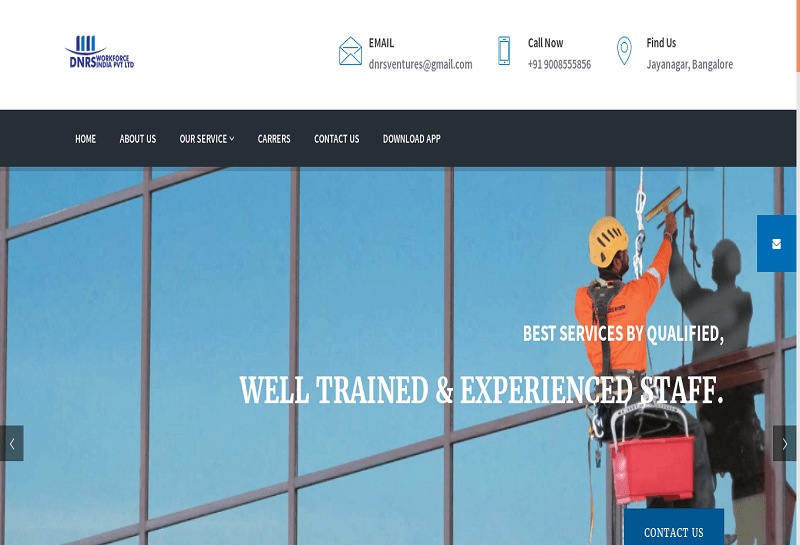 DNRS WORKFORCE
INDIA PVT LTD
EMAIL
dnrsventures@gmail.com
Call Now
+91 9008555856
Find Us
Jayanagar, Bangalore
HOME
ABOUT US
OUR SERVICE
CARRERS
CONTACT US
DOWNLOAD APP
BEST SERVICES BY QUALIFIED,
WELL TRAINED & EXPERIENCED STAFF.
CONTACT US